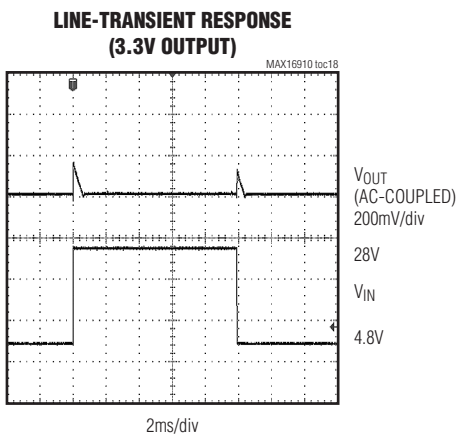 LINE-TRANSIENT RESPONSE
(3.3V OUTPUT)
MAX16910 toc18
VOUT
(AC-COUPLED)
200mV/div
28V
VIN
4.8V
2ms/div